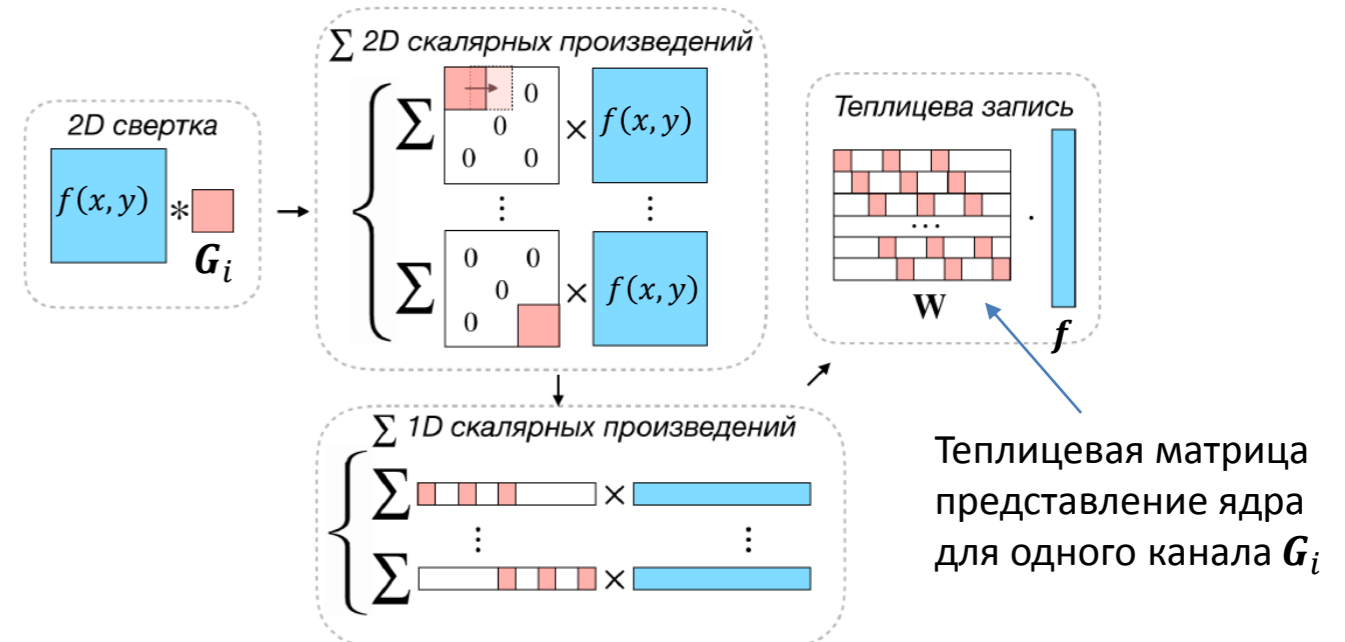 2D свертка
f(x, y)
*
G_i
→
∑ 2D скалярных произведений
∑ 0 0 0 0 × f(x, y)
⋮ ⋮
∑ 0 0 0 0 × f(x, y)
∑ 1D скалярных произведений
∑ ×
⋮ ⋮
∑ ×
Теплицева запись
...
·
W
f
Теплицевая матрица
представление ядра
для одного канала G_i